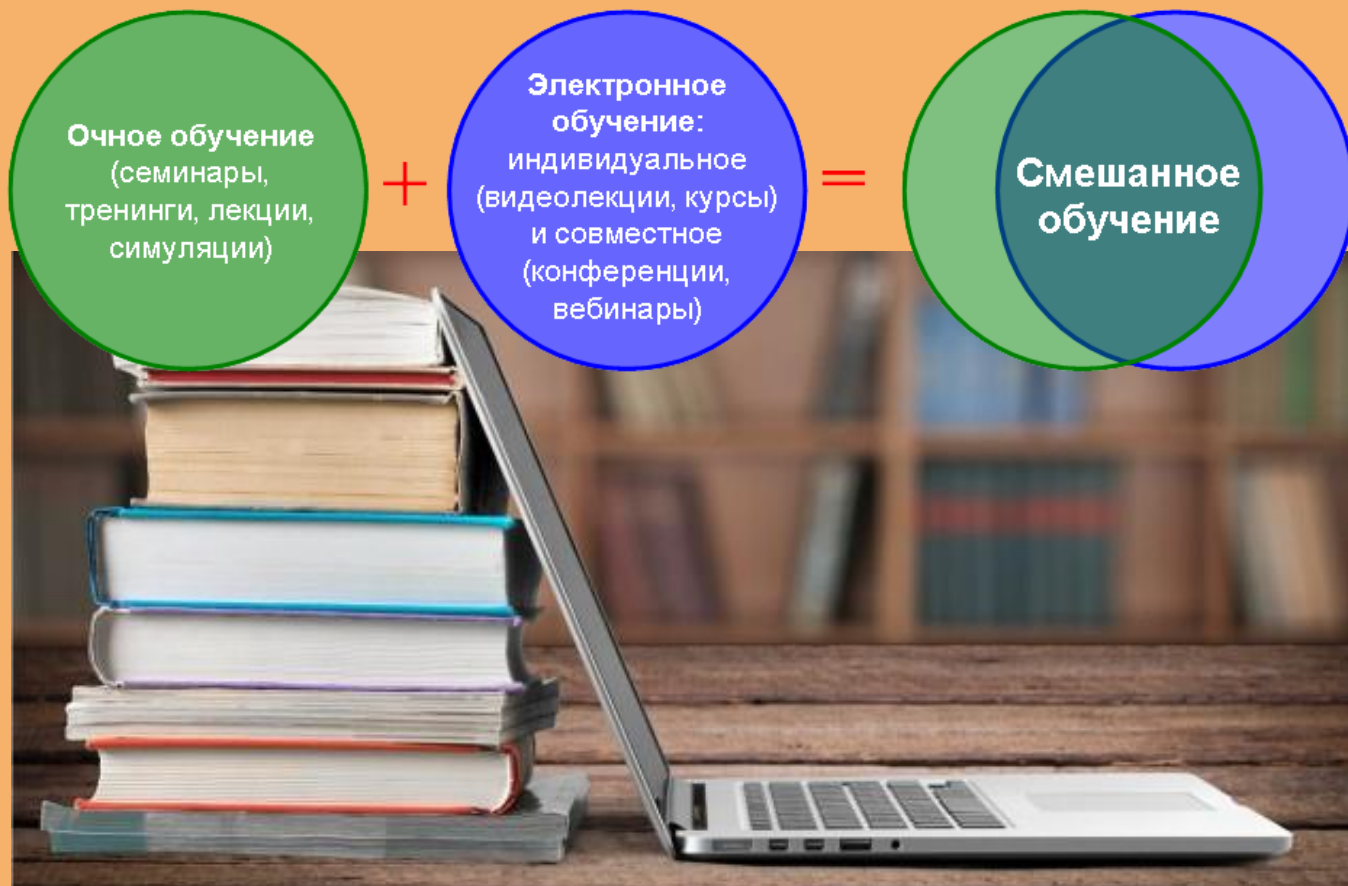 Очное обучение
(семинары,
тренинги, лекции,
симуляции)
+
Электронное
обучение:
индивидуальное
(видеолекции, курсы)
и совместное
(конференции,
вебинары)
=
Смешанное
обучение